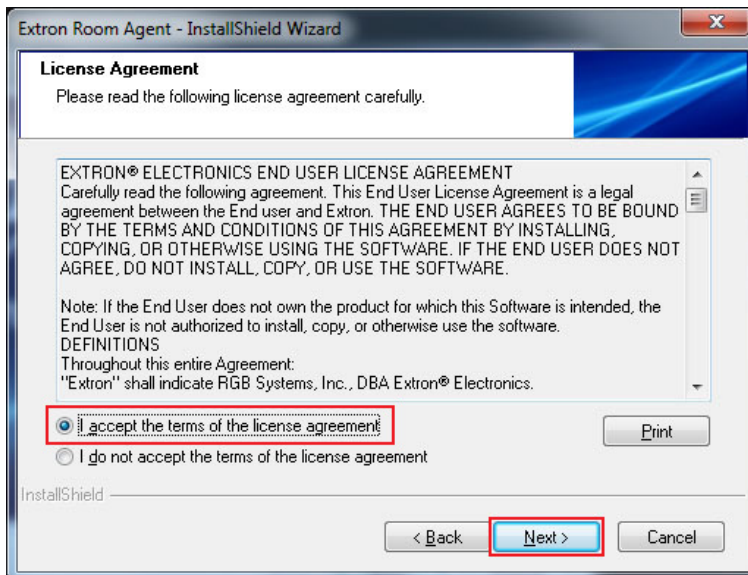 Extron Room Agent - InstallShield Wizard
License Agreement
Please read the following license agreement carefully.
EXTRON® ELECTRONICS END USER LICENSE AGREEMENT
Carefully read the following agreement. This End User License Agreement is a legal
agreement between the End user and Extron. THE END USER AGREES TO BE BOUND
BY THE TERMS AND CONDITIONS OF THIS AGREEMENT BY INSTALLING,
COPYING, OR OTHERWISE USING THE SOFTWARE. IF THE END USER DOES NOT
AGREE, DO NOT INSTALL, COPY, OR USE THE SOFTWARE.
Note: If the End User does not own the product for which this Software is intended, the
End User is not authorized to install, copy, or otherwise use the software.
DEFINITIONS
Throughout this entire Agreement:
"Extron" shall indicate RGB Systems, Inc., DBA Extron® Electronics.
I accept the terms of the license agreement
Print
I do not accept the terms of the license agreement
InstallShield
< Back
Next >
Cancel